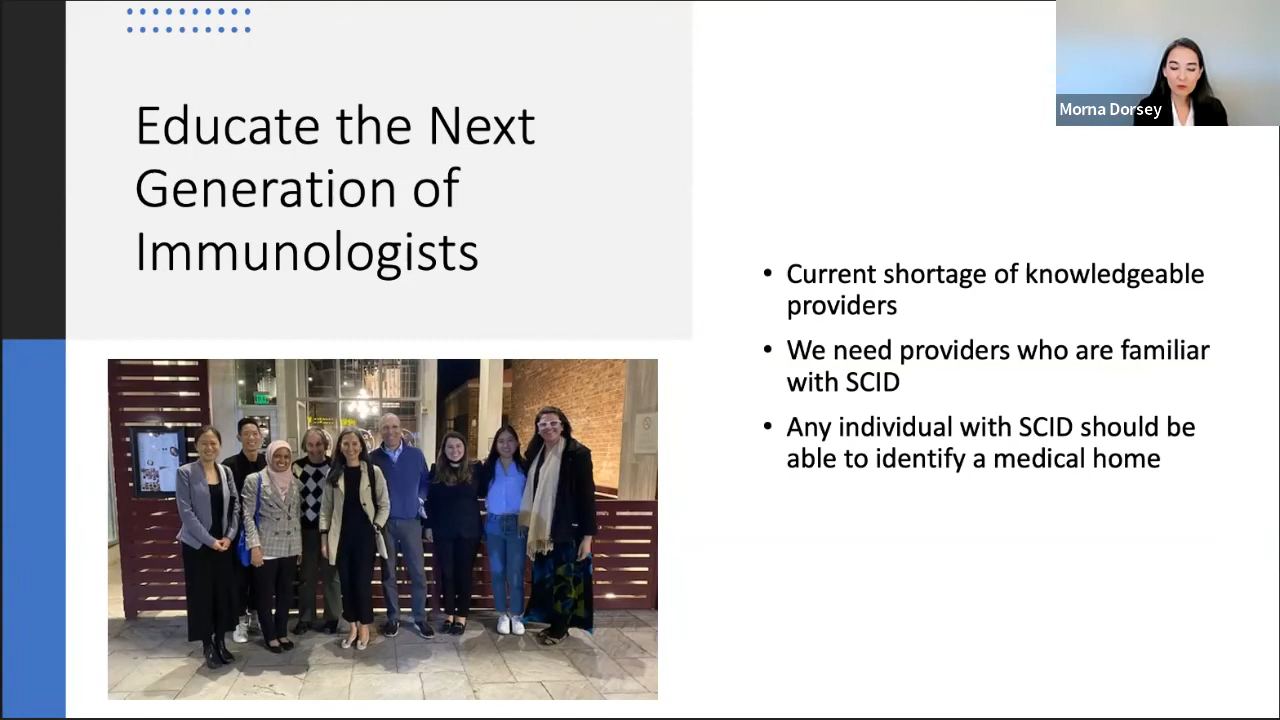 Educate the Next
Generation of
Immunologists
Morna Dorsey
• Current shortage of knowledgeable
providers
• We need providers who are familiar
with SCID
• Any individual with SCID should be
able to identify a medical home